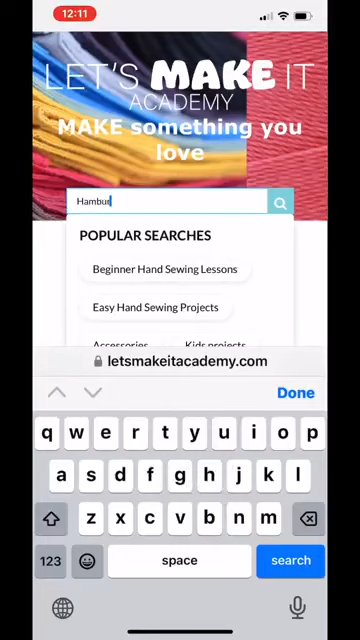 12:11
LET'S MAKE IT
ACADEMY
MAKE something you
love
Hambur
POPULAR SEARCHES
Beginner Hand Sewing Lessons
Easy Hand Sewing Projects
Accessories Kids projects
letsmakeitacademy.com
Done
q w e r t y u i o p
a s d f g h j k l
z x c v b n m
123 space search